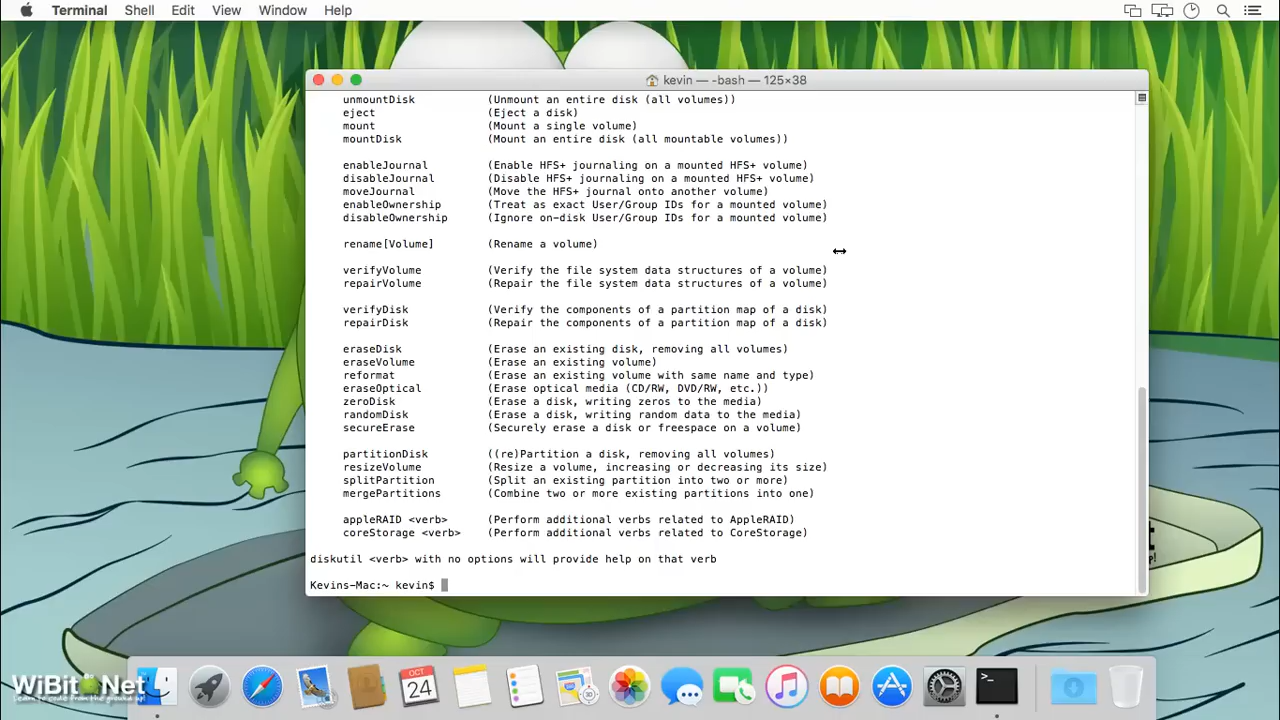 Terminal Shell Edit View Window Help
kevin — -bash — 125×38
unmountDisk (Unmount an entire disk (all volumes))
eject (Eject a disk)
mount (Mount a single volume)
mountDisk (Mount an entire disk (all mountable volumes))
enableJournal (Enable HFS+ journaling on a mounted HFS+ volume)
disableJournal (Disable HFS+ journaling on a mounted HFS+ volume)
moveJournal (Move the HFS+ journal onto another volume)
enableOwnership (Treat as exact User/Group IDs for a mounted volume)
disableOwnership (Ignore on-disk User/Group IDs for a mounted volume)
rename[Volume] (Rename a volume)
verifyVolume (Verify the file system data structures of a volume)
repairVolume (Repair the file system data structures of a volume)
verifyDisk (Verify the components of a partition map of a disk)
repairDisk (Repair the components of a partition map of a disk)
eraseDisk (Erase an existing disk, removing all volumes)
eraseVolume (Erase an existing volume)
reformat (Erase an existing volume with same name and type)
eraseOptical (Erase optical media (CD/RW, DVD/RW, etc.))
zeroDisk (Erase a disk, writing zeros to the media)
randomDisk (Erase a disk, writing random data to the media)
secureErase (Securely erase a disk or freespace on a volume)
partitionDisk ((re)Partition a disk, removing all volumes)
resizeVolume (Resize a volume, increasing or decreasing its size)
splitPartition (Split an existing partition into two or more)
mergePartitions (Combine two or more existing partitions into one)
appleRAID <verb> (Perform additional verbs related to AppleRAID)
coreStorage <verb> (Perform additional verbs related to CoreStorage)
diskutil <verb> with no options will provide help on that verb
Kevins-Mac:~ kevin$
OCT
24
WiBit Net